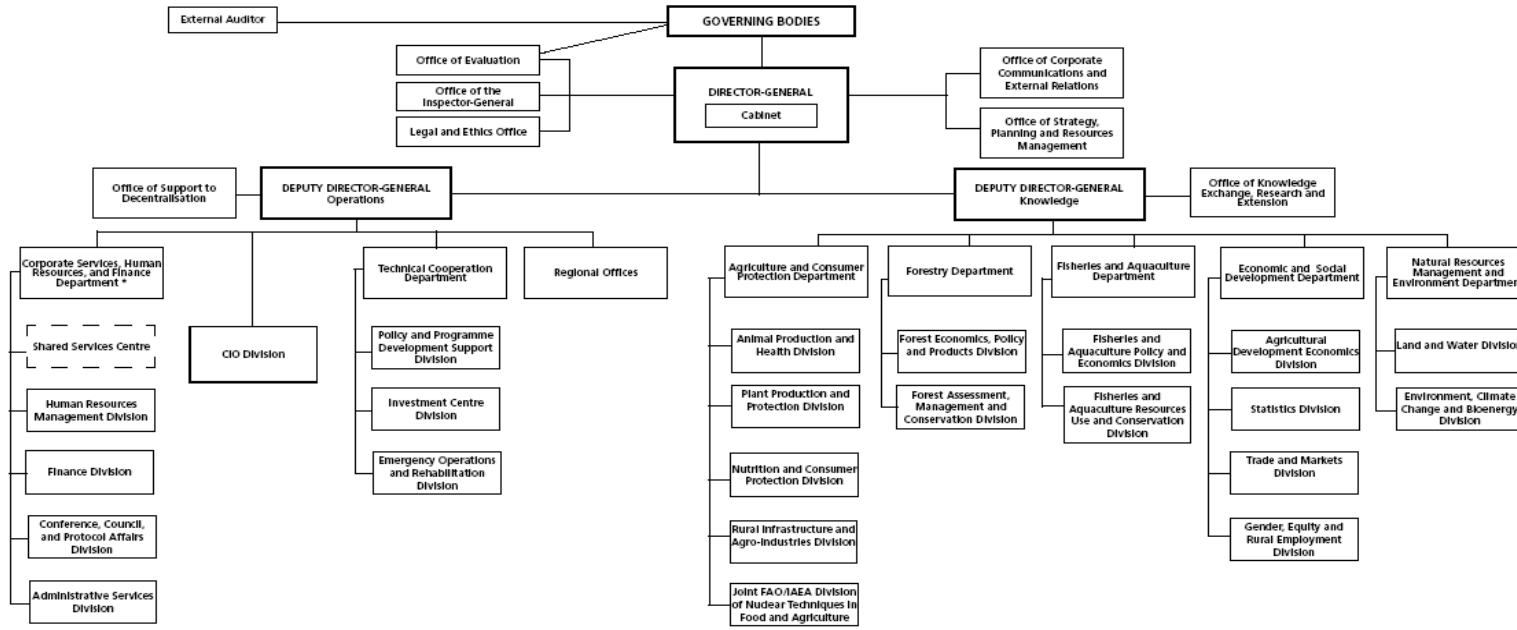 External Auditor
GOVERNING BODIES
Office of Evaluation
Office of the
Inspector-General
Legal and Ethics Office
DIRECTOR-GENERAL
Cabinet
Office of Corporate
Communications and
External Relations
Office of Strategy,
Planning and Resources
Management
Office of Support to
Decentralisation
DEPUTY DIRECTOR-GENERAL
Operations
DEPUTY DIRECTOR-GENERAL
Knowledge
Office of Knowledge
Exchange, Research and
Extension
Corporate Services, Human
Resources, and Finance
Department *
Shared Services Centre
Human Resources
Management Division
Finance Division
Conference, Council,
and Protocol Affairs
Division
Administrative Services
Division
CIO Division
Technical Cooperation
Department
Policy and Programme
Development Support
Division
Investment Centre
Division
Emergency Operations
and Rehabilitation
Division
Regional Offices
Agriculture and Consumer
Protection Department
Animal Production and
Health Division
Plant Production and
Protection Division
Nutrition and Consumer
Protection Division
Rural Infrastructure and
Agro-Industries Division
Joint FAO/IAEA Division
of Nuclear Techniques in
Food and Agriculture
Forestry Department
Forest Economics, Policy
and Products Division
Forest Assessment,
Management and
Conservation Division
Fisheries and Aquaculture
Department
Fisheries and
Aquaculture Policy and
Economics Division
Fisheries and
Aquaculture Resources
Use and Conservation
Division
Economic and Social
Development Department
Agricultural
Development Economics
Division
Statistics Division
Trade and Markets
Division
Gender, Equity and
Rural Employment
Division
Natural Resources
Management and
Environment Department
Land and Water Division
Environment, Climate
Change and Bioenergy
Division